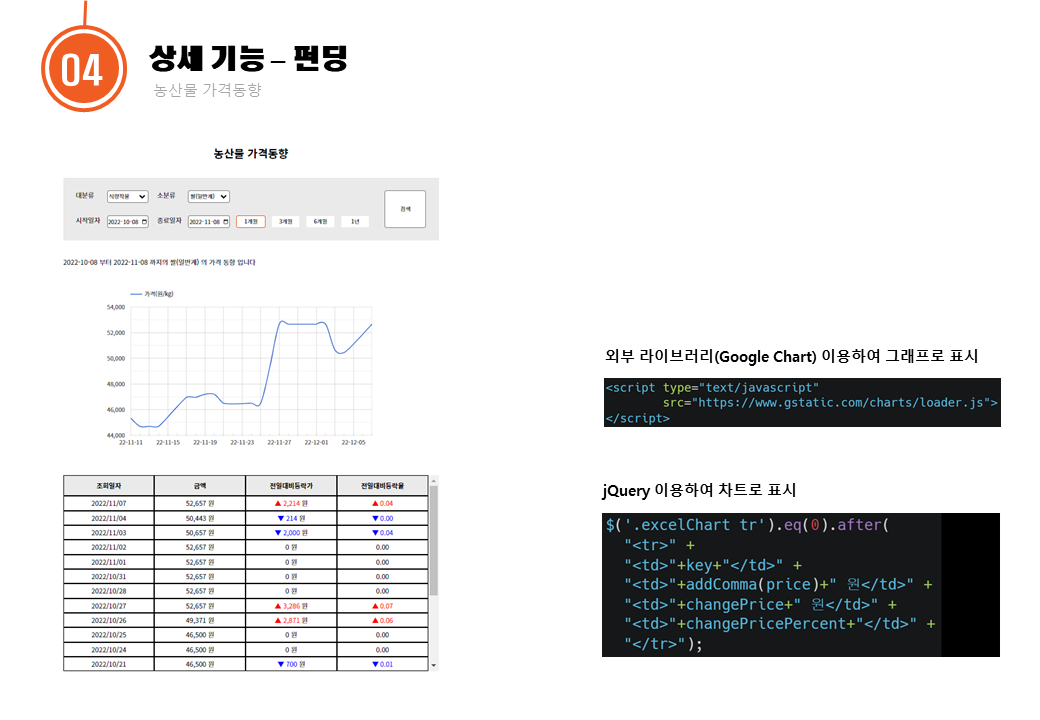 04
상세 기능 – 펀딩
농산물 가격동향
농산물 가격동향
대분류 식량작물 소분류 쌀(일반계)
시작일자 2022-10-08 종료일자 2022-11-08 1개월 3개월 6개월 1년 검색
2022-10-08 부터 2022-11-08 까지의 쌀(일반계) 의 가격 동향 입니다
가격(원/kg)
54,000
52,000
50,000
48,000
46,000
44,000
22-11-11 22-11-15 22-11-19 22-11-23 22-11-27 22-12-01 22-12-05
조회일자 금액 전일대비등락가 전일대비등락율
2022/11/07 52,657 원 ▲ 2,214 원 ▲ 0.04
2022/11/04 50,443 원 ▼ 214 원 ▼ 0.00
2022/11/03 50,657 원 ▼ 2,000 원 ▼ 0.04
2022/11/02 52,657 원 0 원 0.00
2022/11/01 52,657 원 0 원 0.00
2022/10/31 52,657 원 0 원 0.00
2022/10/28 52,657 원 0 원 0.00
2022/10/27 52,657 원 ▲ 3,286 원 ▲ 0.07
2022/10/26 49,371 원 ▲ 2,871 원 ▲ 0.06
2022/10/25 46,500 원 0 원 0.00
2022/10/24 46,500 원 0 원 0.00
2022/10/21 46,500 원 ▼ 700 원 ▼ 0.01
외부 라이브러리(Google Chart) 이용하여 그래프로 표시
<script type="text/javascript"
src="https://www.gstatic.com/charts/loader.js">
</script>
jQuery 이용하여 차트로 표시
$('.excelChart tr').eq(0).after(
"<tr>" +
"<td>"+key+"</td>" +
"<td>"+addComma(price)+" 원</td>" +
"<td>"+changePrice+" 원</td>" +
"<td>"+changePricePercent+"</td>" +
"</tr>");